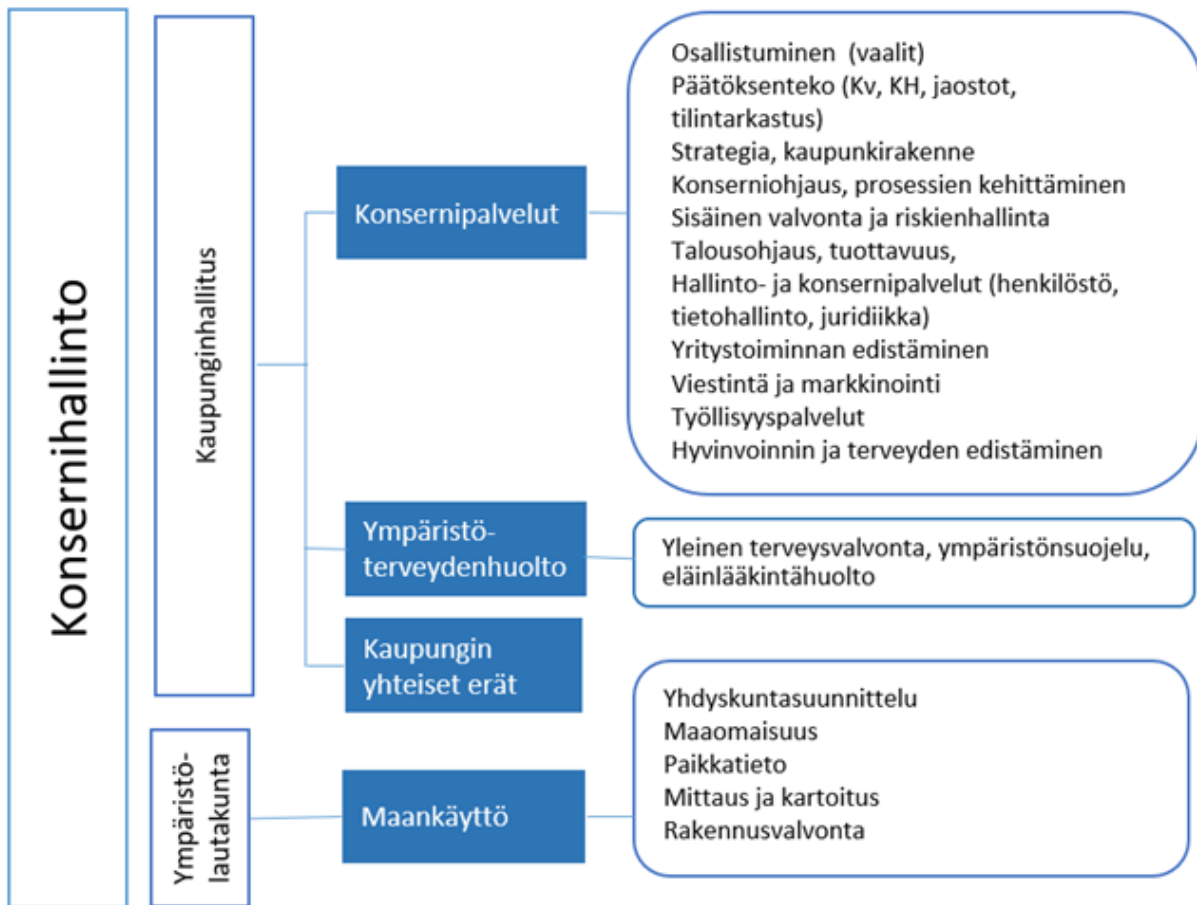 Konsernihallinto
Kaupunginhallitus
Konsernipalvelut
Osallistuminen (vaalit)
Päätöksenteko (Kv, KH, jaostot,
tilintarkastus)
Strategia, kaupunkirakenne
Konserniohjaus, prosessien kehittäminen
Sisäinen valvonta ja riskienhallinta
Talousohjaus, tuottavuus,
Hallinto- ja konsernipalvelut (henkilöstö,
tietohallinto, juridiikka)
Yritystoiminnan edistäminen
Viestintä ja markkinointi
Työllisyyspalvelut
Hyvinvoinnin ja terveyden edistäminen
Ympäristö-
terveydenhuolto
Yleinen terveysvalvonta, ympäristönsuojelu,
eläinlääkintähuolto
Kaupungin
yhteiset erät
Ympäristö-
lautakunta
Maankäyttö
Yhdyskuntasuunnittelu
Maaomaisuus
Paikkatieto
Mittaus ja kartoitus
Rakennusvalvonta